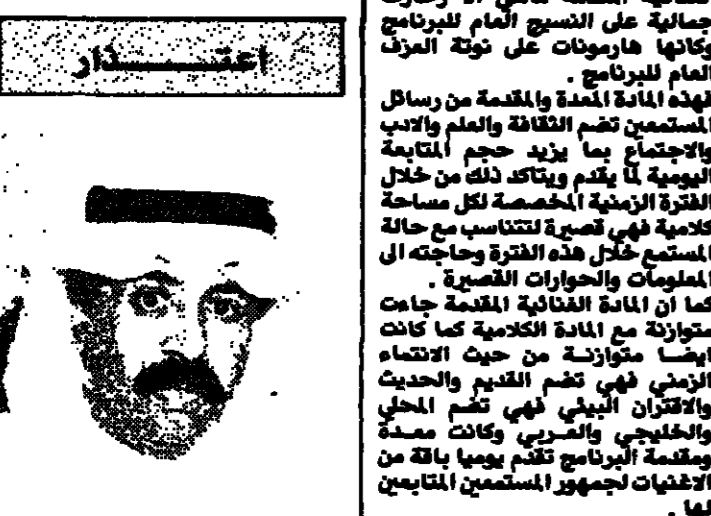 جمالية على النسيج العام للبرنامج
وكانها هارمونات على نوتة العزف
العام للبرنامج .
فهذه المادة المعدة والمقدمة من رسائل
المستمعين تضم الثقافة والعلم والادب
والاجتماع بما يزيد حجم المتابعة
اليومية لما يقدم ويتاكد ذلك من خلال
الفترة الزمنية المخصصة لكل مساحة
كلامية فهي قصيرة لتتناسب مع حالة
المستمع خلال هذه الفترة وحاجته الى
المعلومات والحوارات القصيرة .
كما ان المادة الغنائية المقدمة جاءت
متوازنة مع المادة الكلامية كما كانت
ايضا متوازنة من حيث الانتماء
الزمني فهي تضم القديم والحديث
والاقتران البيئي فهي تضم المحلي
والخليجي والعربي وكانت معدة
ومقدمة البرنامج تقدم يوميا باقة من
الاغنيات لجمهور المستمعين المتابعين
لها .
اعتــــــذار